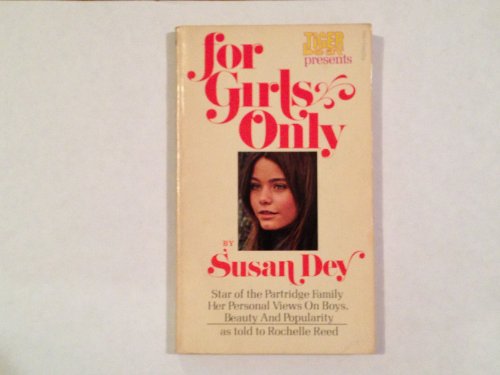 TIGER BEAT
presents
for
Girls
Only
BY
Susan Dey
Star of the Partridge Family
Her Personal Views On Boys,
Beauty And Popularity
as told to Rochelle Reed